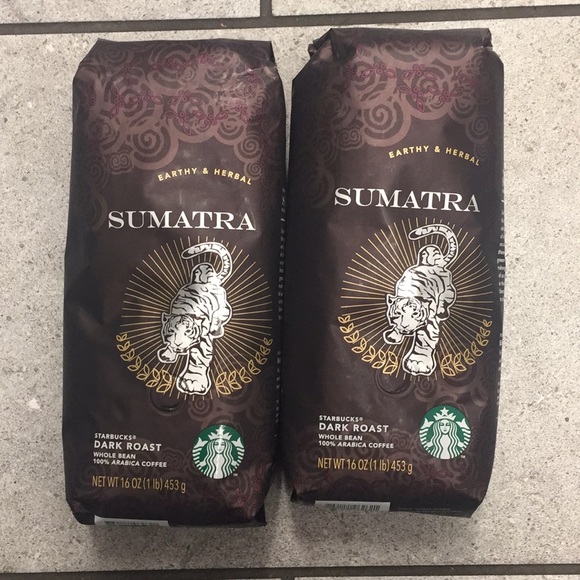 EARTHY & HERBAL
SUMATRA
STARBUCKS®
DARK ROAST
WHOLE BEAN
100% ARABICA COFFEE
NET WT 16 OZ (1 lb) 453 g
EARTHY & HERBAL
SUMATRA
STARBUCKS®
DARK ROAST
WHOLE BEAN
100% ARABICA COFFEE
NET WT 16 OZ (1 lb) 453 g